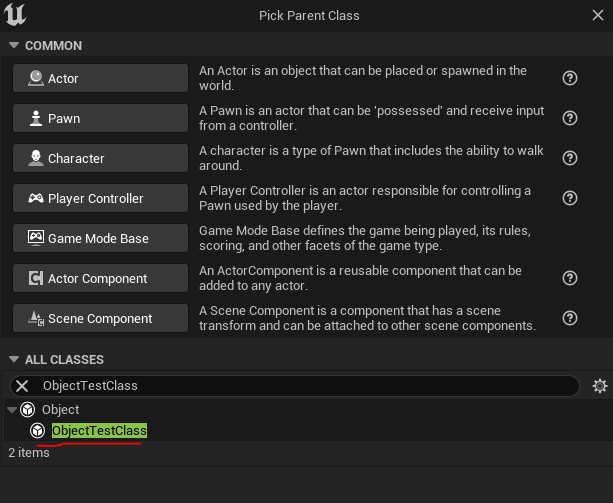 Pick Parent Class
COMMON
Actor
An Actor is an object that can be placed or spawned in the
world.
Pawn
A Pawn is an actor that can be 'possessed' and receive input
from a controller.
Character
A character is a type of Pawn that includes the ability to walk
around.
Player Controller
A Player Controller is an actor responsible for controlling a
Pawn used by the player.
Game Mode Base
Game Mode Base defines the game being played, its rules,
scoring, and other facets of the game type.
Actor Component
An ActorComponent is a reusable component that can be
added to any actor.
Scene Component
A Scene Component is a component that has a scene
transform and can be attached to other scene components.
ALL CLASSES
ObjectTestClass
Object
ObjectTestClass
2 items